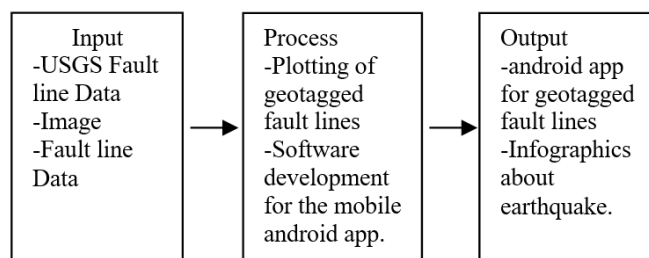 Input
-USGS Fault
line Data
-Image
-Fault line
Data
Process
-Plotting of
geotagged
fault lines
-Software
development
for the mobile
android app.
Output
-android app
for geotagged
fault lines
-Infographics
about
earthquake.